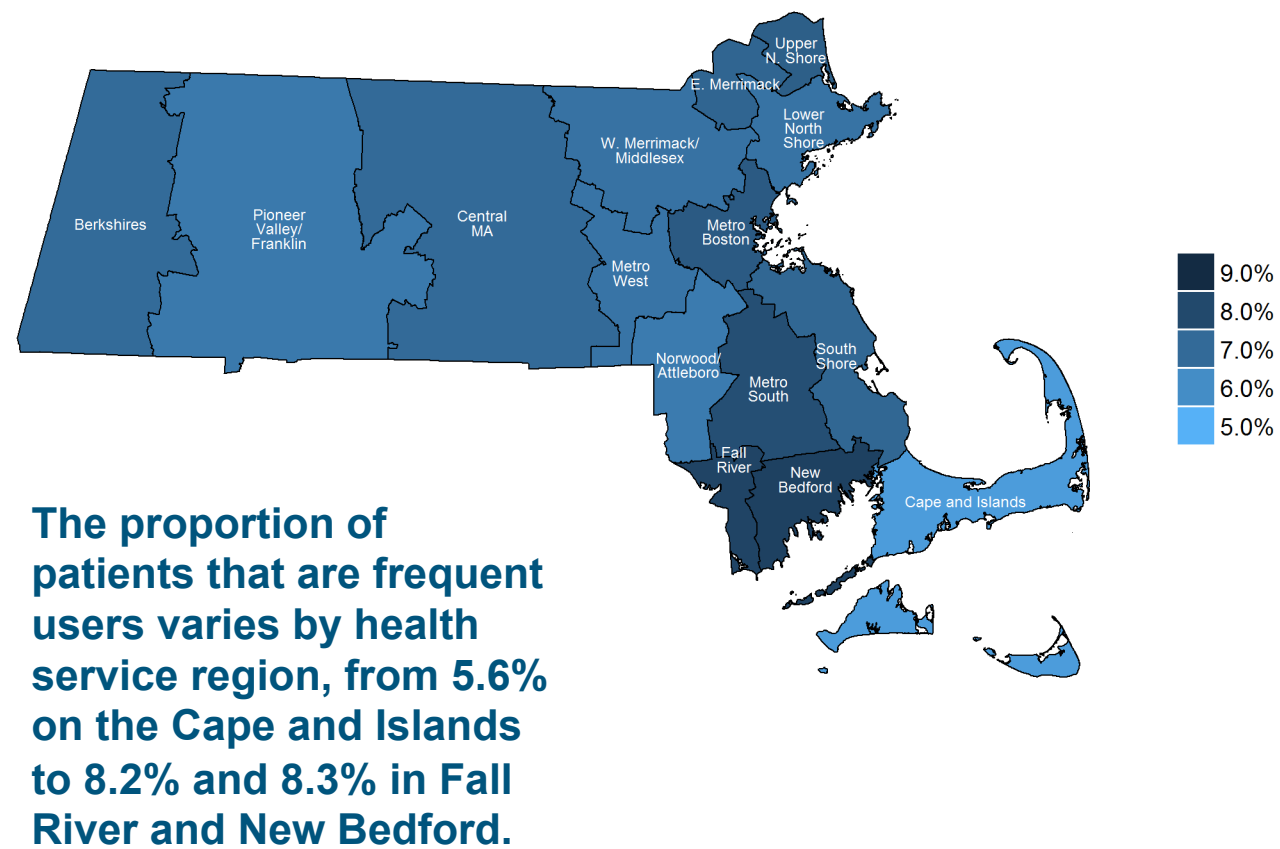 Upper
N. Shore
E. Merrimack
Lower
North
Shore
W. Merrimack/
Middlesex
Berkshires
Pioneer
Valley/
Franklin
Central
MA
Metro
Boston
Metro
West
9.0%
8.0%
7.0%
6.0%
5.0%
South
Shore
Norwood/
Attleboro
Metro
South
Fall
River
New
Bedford
Cape and Islands
The proportion of
patients that are frequent
users varies by health
service region, from 5.6%
on the Cape and Islands
to 8.2% and 8.3% in Fall
River and New Bedford.